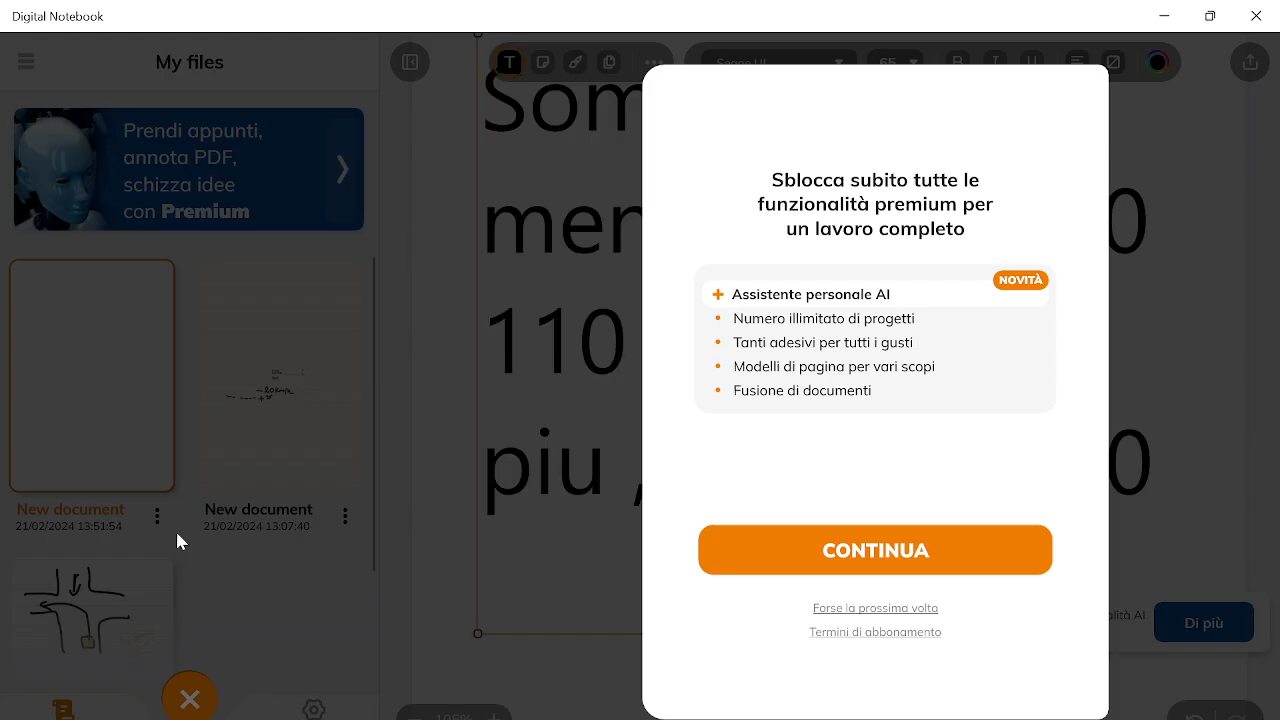 Digital Notebook
My files
Prendi appunti,
annota PDF,
schizza idee
con Premium
New document
21/02/2024 13:51:54
New document
21/02/2024 13:07:40
T
65
B
I
U
110
piu ,
Sblocca subito tutte le
funzionalità premium per
un lavoro completo
NOVITÀ
Assistente personale AI
Numero illimitato di progetti
Tanti adesivi per tutti i gusti
Modelli di pagina per vari scopi
Fusione di documenti
CONTINUA
Forse la prossima volta
Termini di abbonamento
AI
Di più
105%